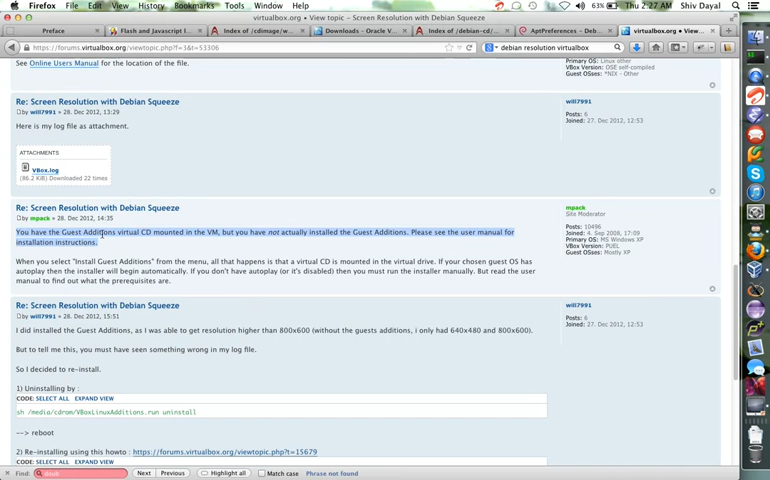 Firefox File Edit View History Bookmarks Tools Window Help 63% Thu 2:27 AM Shiv Dayal
virtualbox.org • View topic - Screen Resolution with Debian Squeeze
Preface
Flash and Javascript I...
Index of /cdimage/w...
Downloads – Oracle V...
Index of /debian-cd/...
AptPreferences - Deb...
virtualbox.org • View...
https://forums.virtualbox.org/viewtopic.php?f=3&t=53306
debian resolution virtualbox
See Online Users Manual for the location of the file.
Primary OS: Linux other
VBox Version: OSE self-compiled
Guest OSses: *NIX - Other
Re: Screen Resolution with Debian Squeeze
by will7991 » 28. Dec 2012, 13:29
Here is my log file as attachment.
ATTACHMENTS
VBox.log
(86.2 KiB) Downloaded 22 times
will7991
Posts: 6
Joined: 27. Dec 2012, 12:53
Re: Screen Resolution with Debian Squeeze
by mpack » 28. Dec 2012, 14:35
You have the Guest Additions virtual CD mounted in the VM, but you have not actually installed the Guest Additions. Please see the user manual for
installation instructions.
When you select "Install Guest Additions" from the menu, all that happens is that a virtual CD is mounted in the virtual drive. If your chosen guest OS has
autoplay then the installer will begin automatically. If you don't have autoplay (or it's disabled) then you must run the installer manually. But read the user
manual to find out what the prerequisites are.
mpack
Site Moderator
Posts: 10496
Joined: 4. Sep 2008, 17:09
Primary OS: MS Windows XP
VBox Version: PUEL
Guest OSses: Mostly XP
Re: Screen Resolution with Debian Squeeze
by will7991 » 28. Dec 2012, 15:51
I did installed the Guest Additions, as I was able to get resolution higher than 800x600 (without the guests additions, i only had 640x480 and 800x600).
But to tell me this, you must have seen something wrong in my log file.
So I decided to re-install.
1) Uninstalling by :
CODE: SELECT ALL EXPAND VIEW
sh /media/cdrom/VBoxLinuxAdditions.run uninstall
--> reboot
2) Re-installing using this howto : https://forums.virtualbox.org/viewtopic.php?t=15679
CODE: SELECT ALL EXPAND VIEW
will7991
Posts: 6
Joined: 27. Dec 2012, 12:53
Find: Next Previous Highlight all Match case Phrase not found